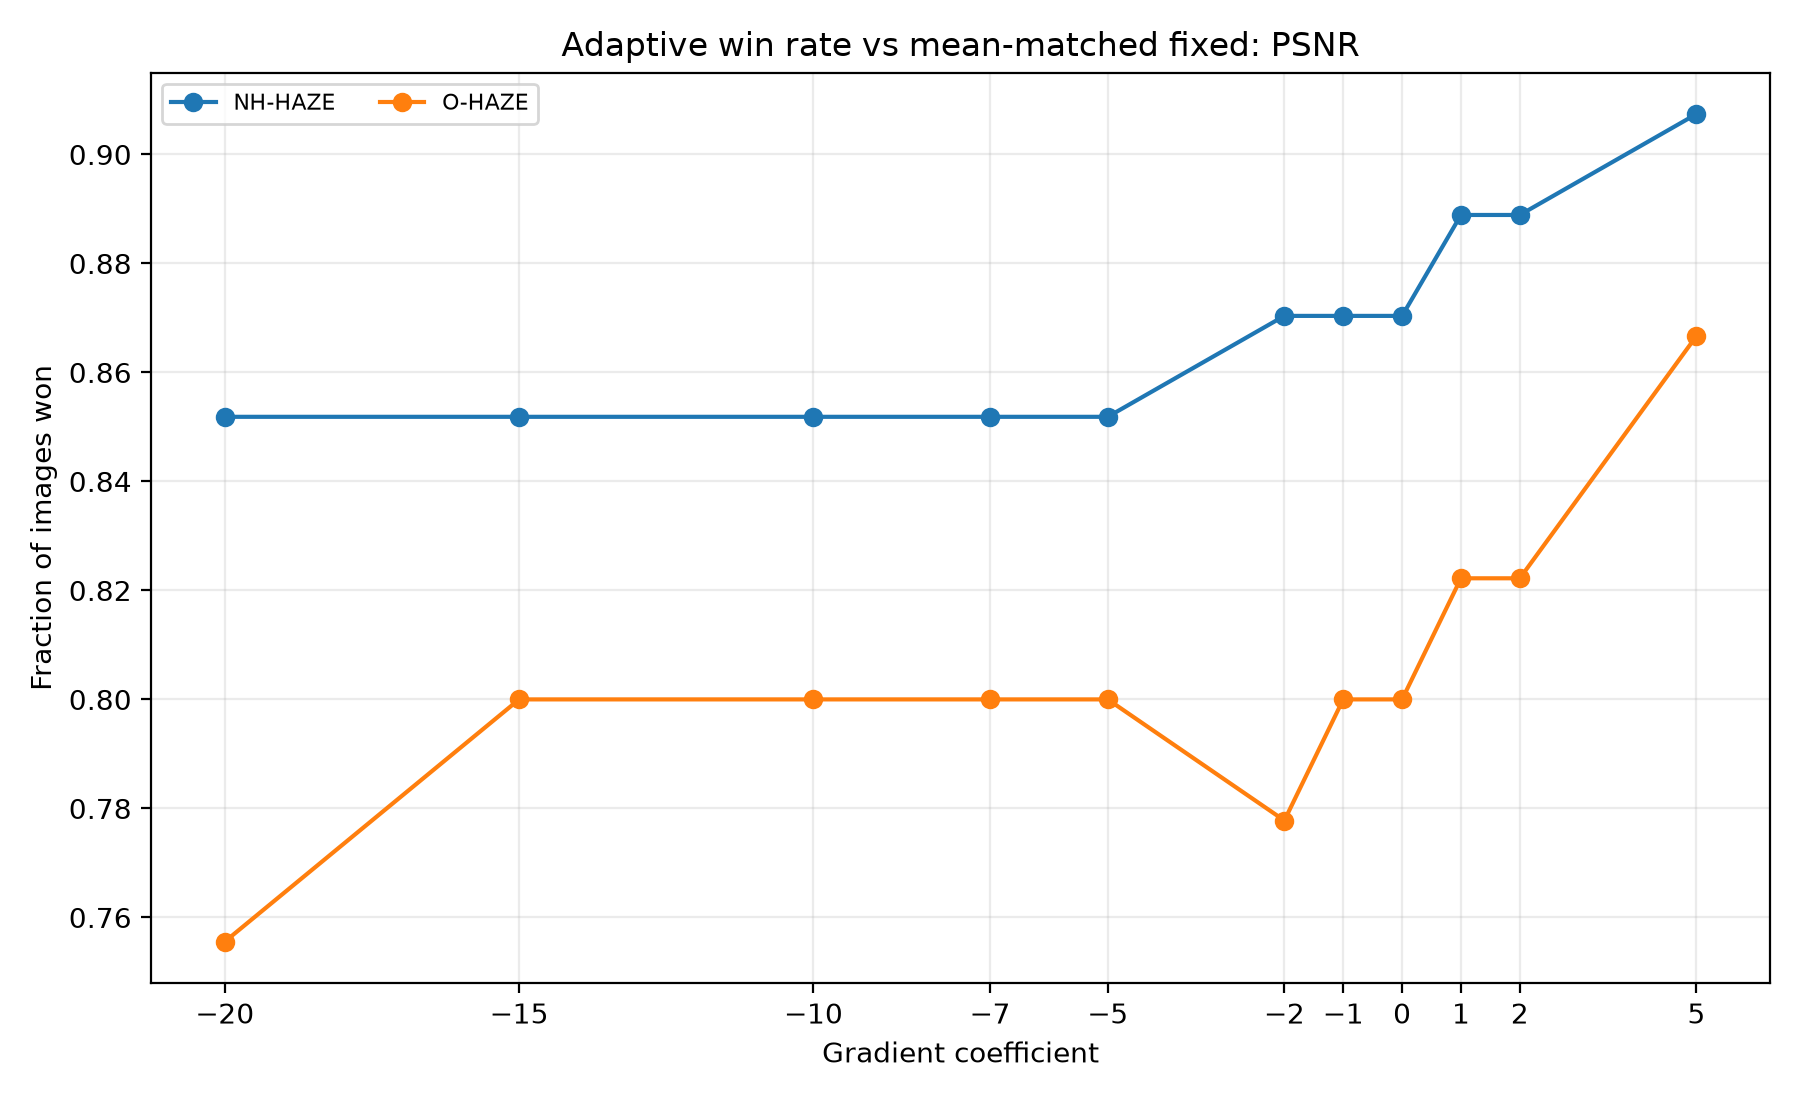 Adaptive win rate vs mean-matched fixed: PSNR
NH-HAZE O-HAZE
0.90
0.88
0.86
0.84
0.82
0.80
0.78
0.76
Fraction of images won
−20 −15 −10 −7 −5 −2 −1 0 1 2 5
Gradient coefficient